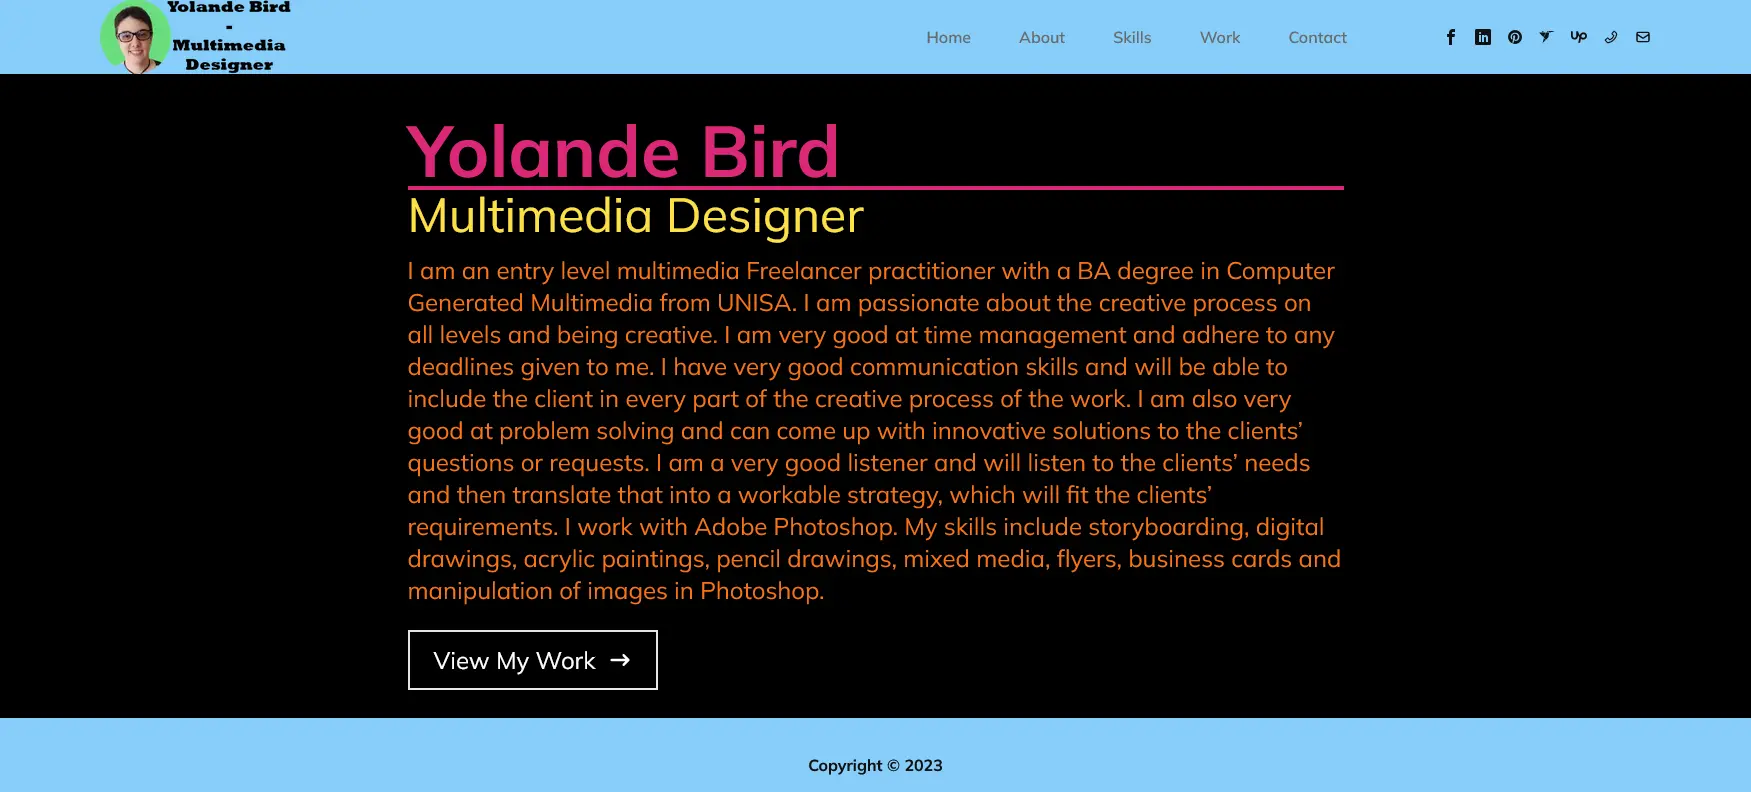 Yolande Bird
-
Multimedia
Designer
Home About Skills Work Contact
Yolande Bird
Multimedia Designer
I am an entry level multimedia Freelancer practitioner with a BA degree in Computer
Generated Multimedia from UNISA. I am passionate about the creative process on
all levels and being creative. I am very good at time management and adhere to any
deadlines given to me. I have very good communication skills and will be able to
include the client in every part of the creative process of the work. I am also very
good at problem solving and can come up with innovative solutions to the clients’
questions or requests. I am a very good listener and will listen to the clients’ needs
and then translate that into a workable strategy, which will fit the clients’
requirements. I work with Adobe Photoshop. My skills include storyboarding, digital
drawings, acrylic paintings, pencil drawings, mixed media, flyers, business cards and
manipulation of images in Photoshop.
View My Work →
Copyright © 2023